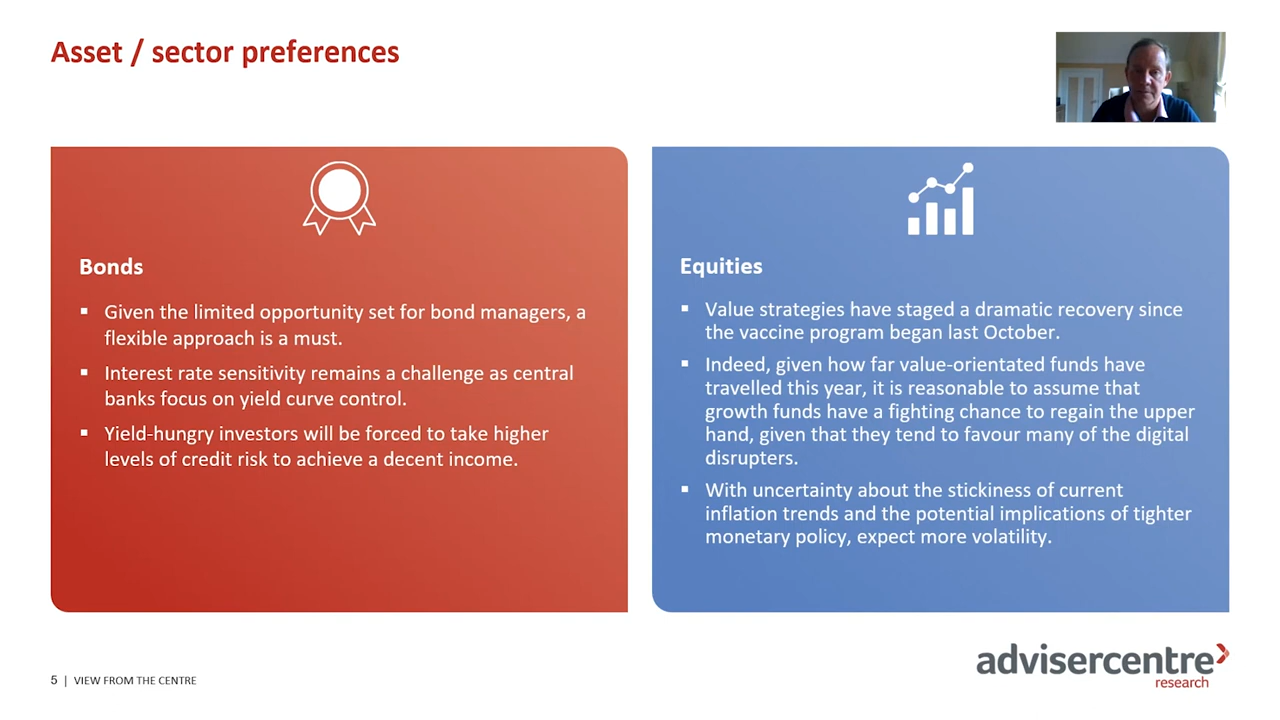 Asset / sector preferences
Bonds
▪ Given the limited opportunity set for bond managers, a
flexible approach is a must.
▪ Interest rate sensitivity remains a challenge as central
banks focus on yield curve control.
▪ Yield-hungry investors will be forced to take higher
levels of credit risk to achieve a decent income.
Equities
▪ Value strategies have staged a dramatic recovery since
the vaccine program began last October.
▪ Indeed, given how far value-orientated funds have
travelled this year, it is reasonable to assume that
growth funds have a fighting chance to regain the upper
hand, given that they tend to favour many of the digital
disrupters.
▪ With uncertainty about the stickiness of current
inflation trends and the potential implications of tighter
monetary policy, expect more volatility.
5 | VIEW FROM THE CENTRE
advisercentre
research